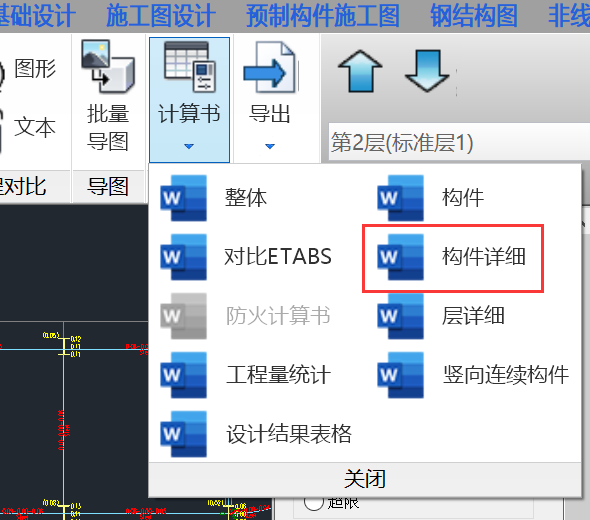 基础设计 施工图设计 预制构件施工图 钢结构图 非线
图形
文本
批量
导图
计算书
导出
第2层(标准层1)
对比 导图
整体 构件
对比ETABS 构件详细
防火计算书 层详细
工程量统计 竖向连续构件
设计结果表格
关闭
超限